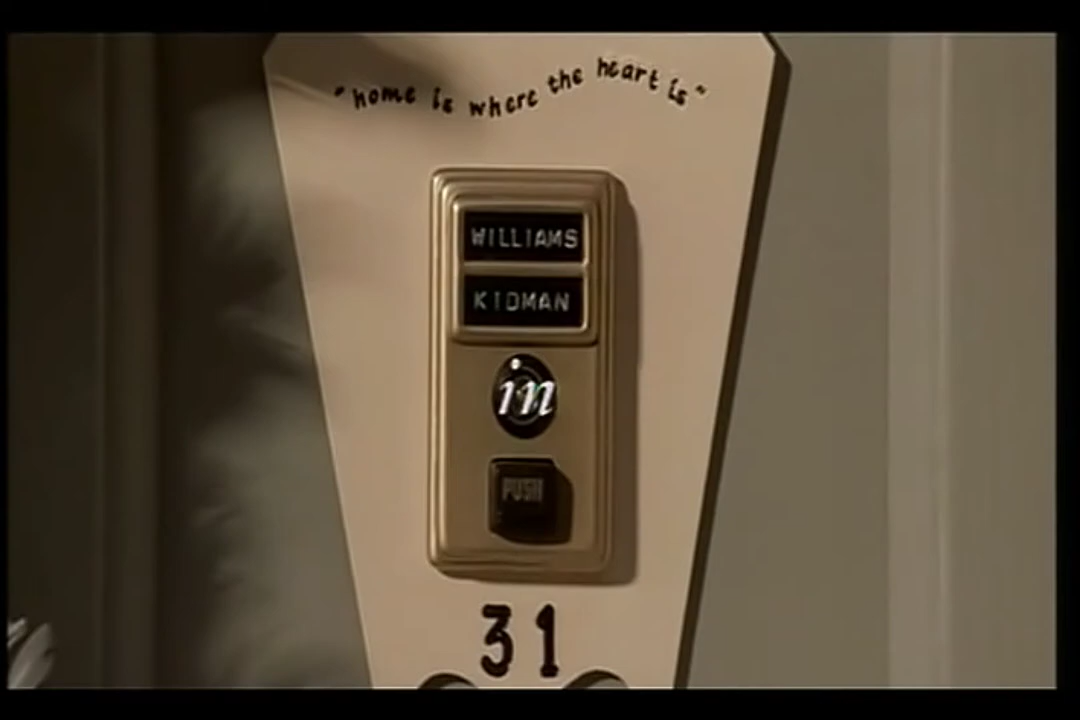 "home is where the heart is"
WILLIAMS
KIDMAN
in
PUSH
31